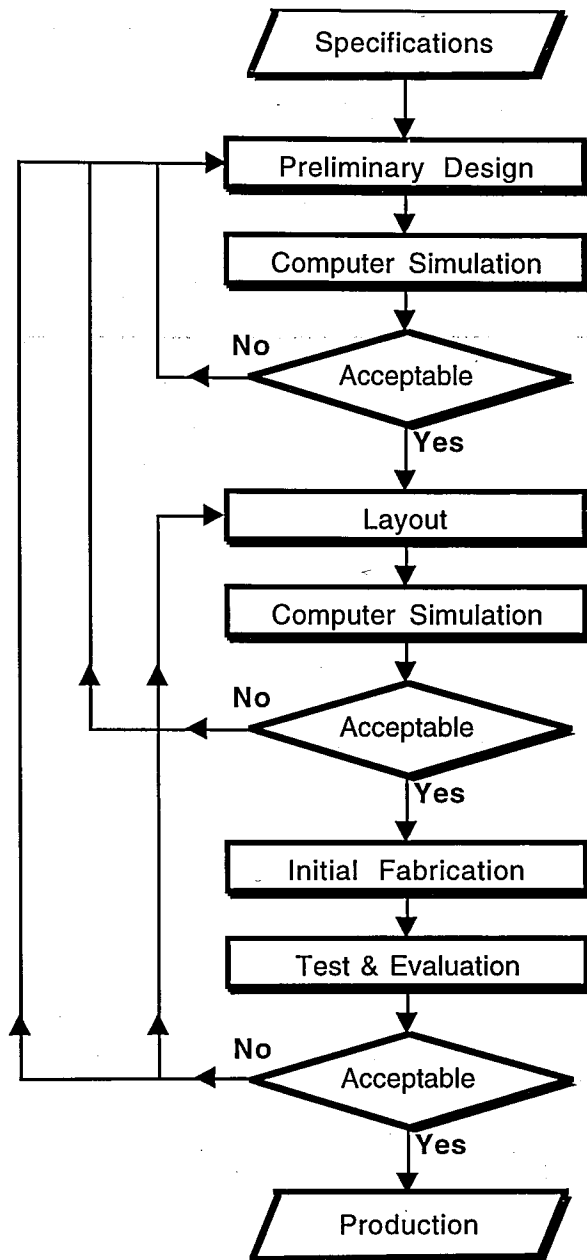 Specifications
Preliminary Design
Computer Simulation
No
Acceptable
Yes
Layout
Computer Simulation
No
Acceptable
Yes
Initial Fabrication
Test & Evaluation
No
Acceptable
Yes
Production